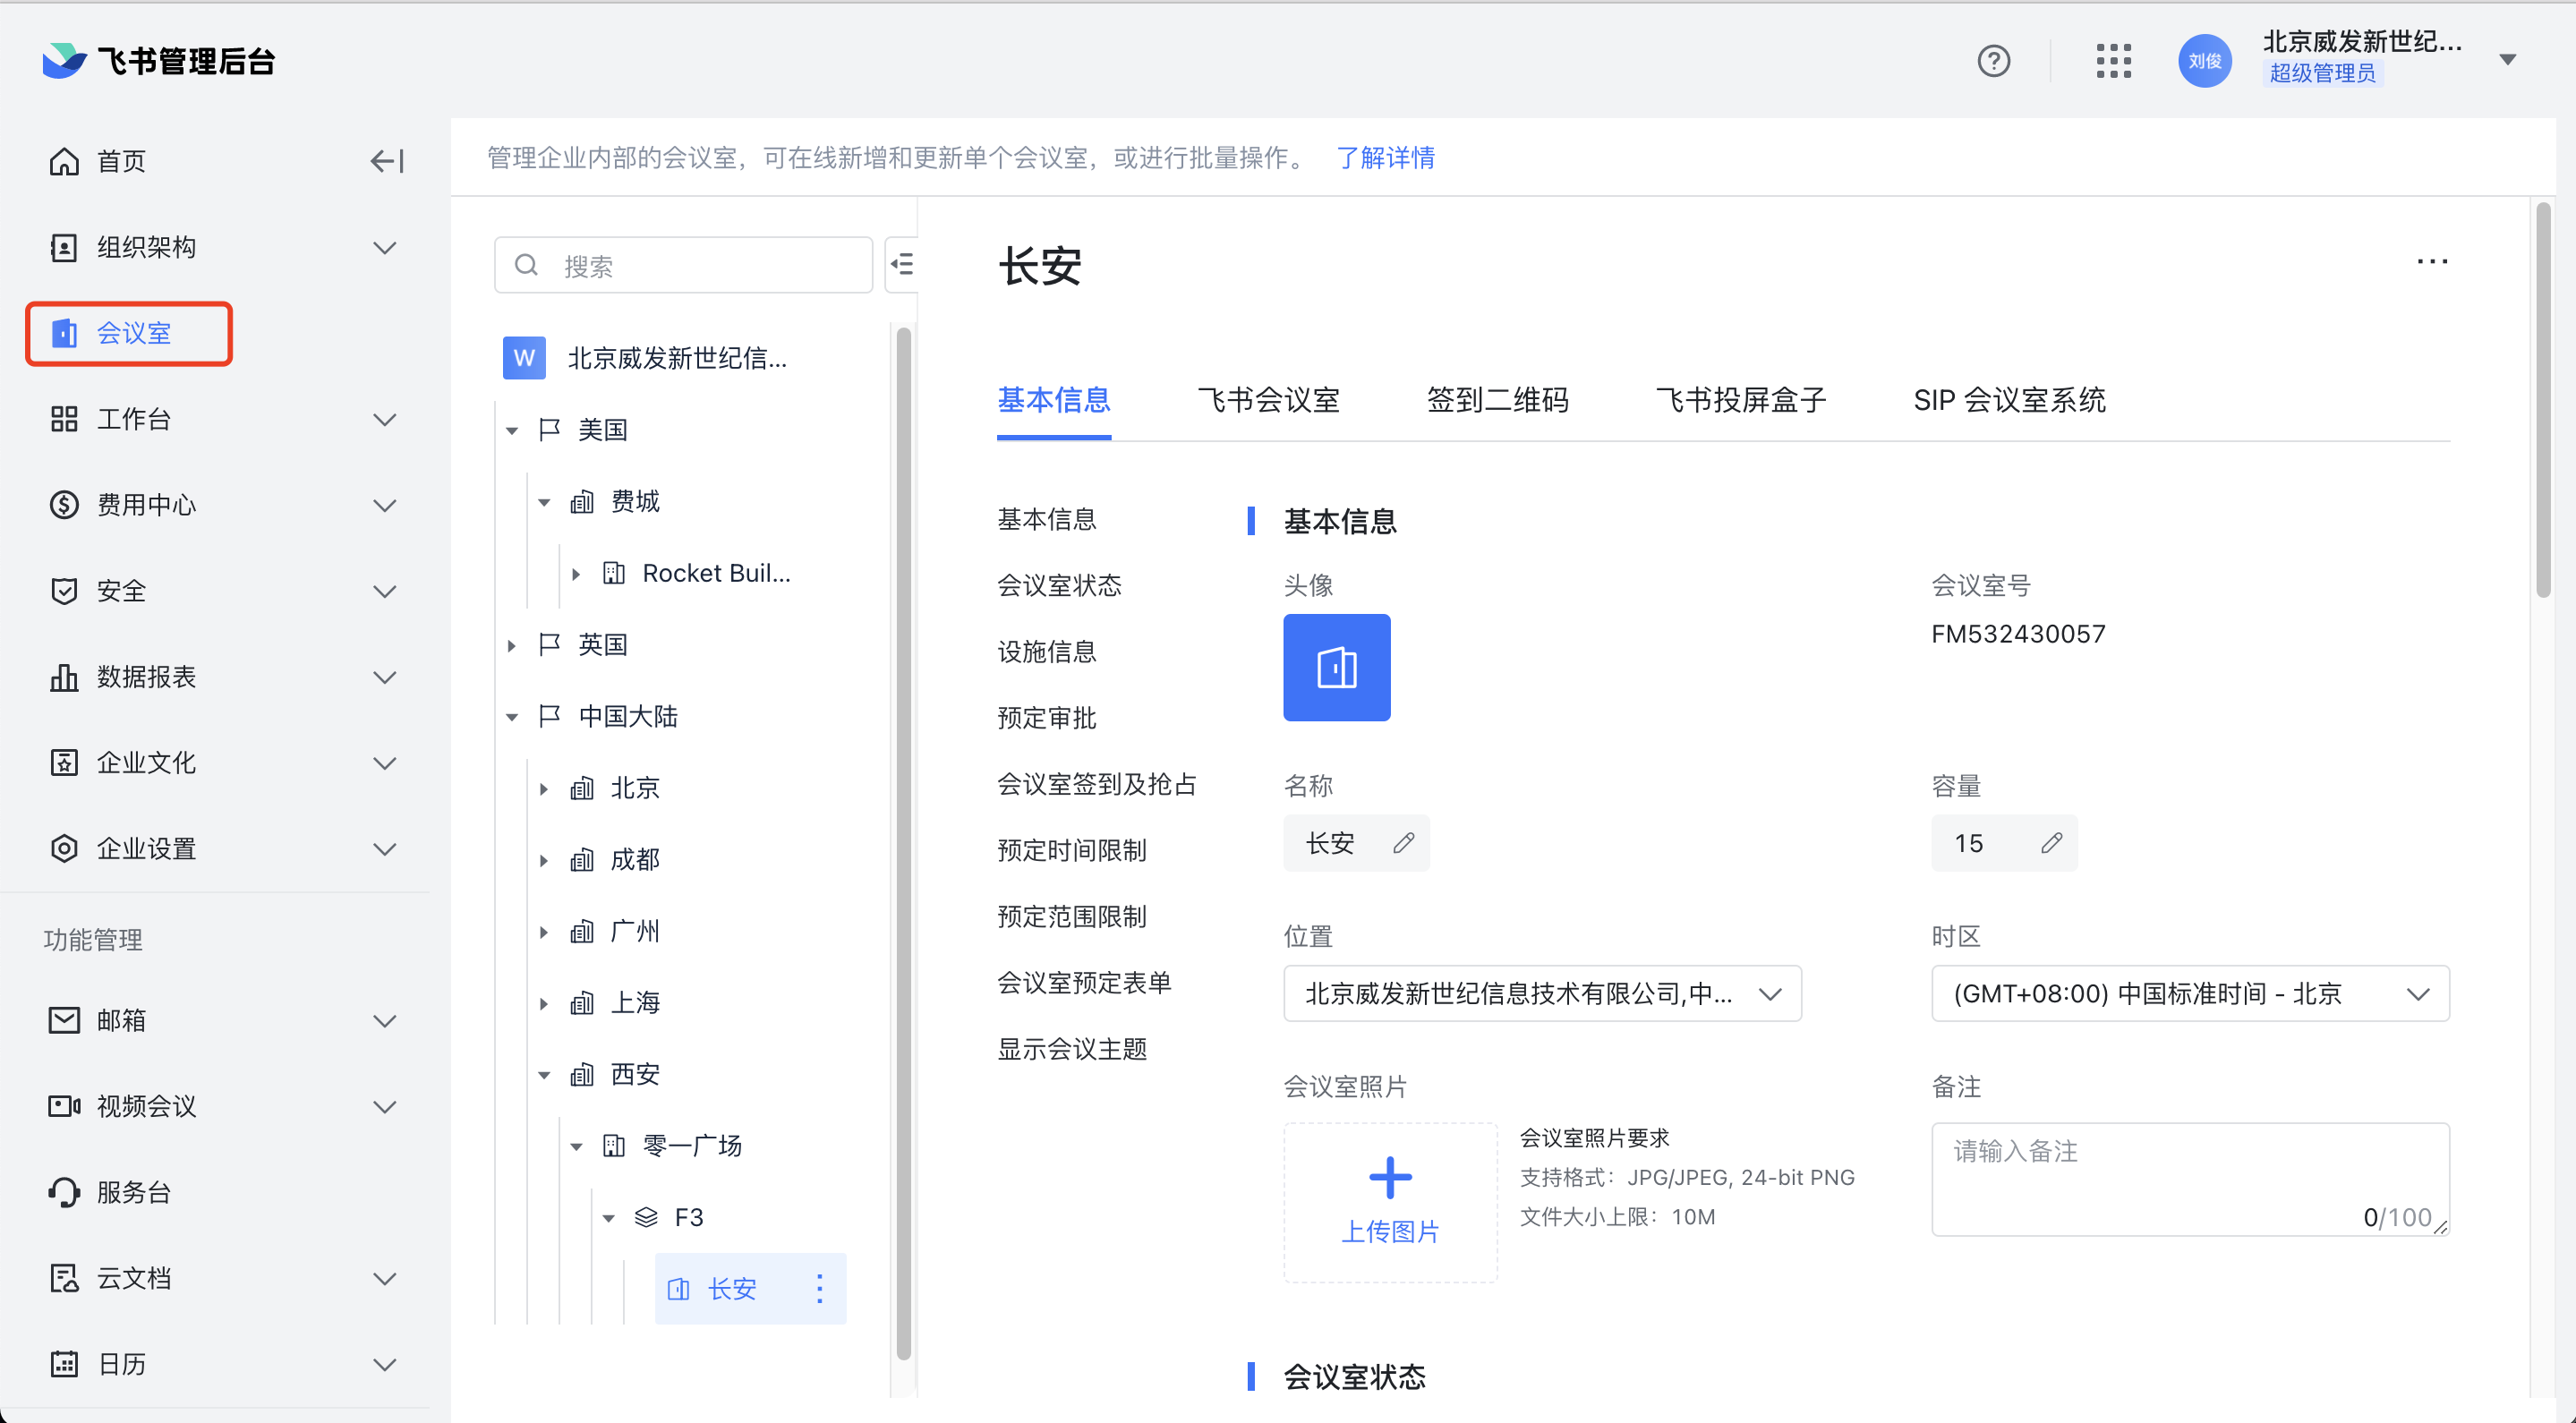 飞书管理后台
刘俊
北京威发新世纪...
超级管理员
首页
组织架构
会议室
工作台
费用中心
安全
数据报表
企业文化
企业设置
功能管理
邮箱
视频会议
服务台
云文档
日历
管理企业内部的会议室，可在线新增和更新单个会议室，或进行批量操作。 了解详情
搜索
W 北京威发新世纪信...
美国
费城
Rocket Buil...
英国
中国大陆
北京
成都
广州
上海
西安
零一广场
F3
长安
长安
基本信息 飞书会议室 签到二维码 飞书投屏盒子 SIP 会议室系统
基本信息
会议室状态
设施信息
预定审批
会议室签到及抢占
预定时间限制
预定范围限制
会议室预定表单
显示会议主题
基本信息
头像
会议室号
FM532430057
名称
长安
容量
15
位置
北京威发新世纪信息技术有限公司,中...
时区
(GMT+08:00) 中国标准时间 - 北京
会议室照片
上传图片
会议室照片要求
支持格式：JPG/JPEG, 24-bit PNG
文件大小上限：10M
备注
请输入备注
0/100
会议室状态